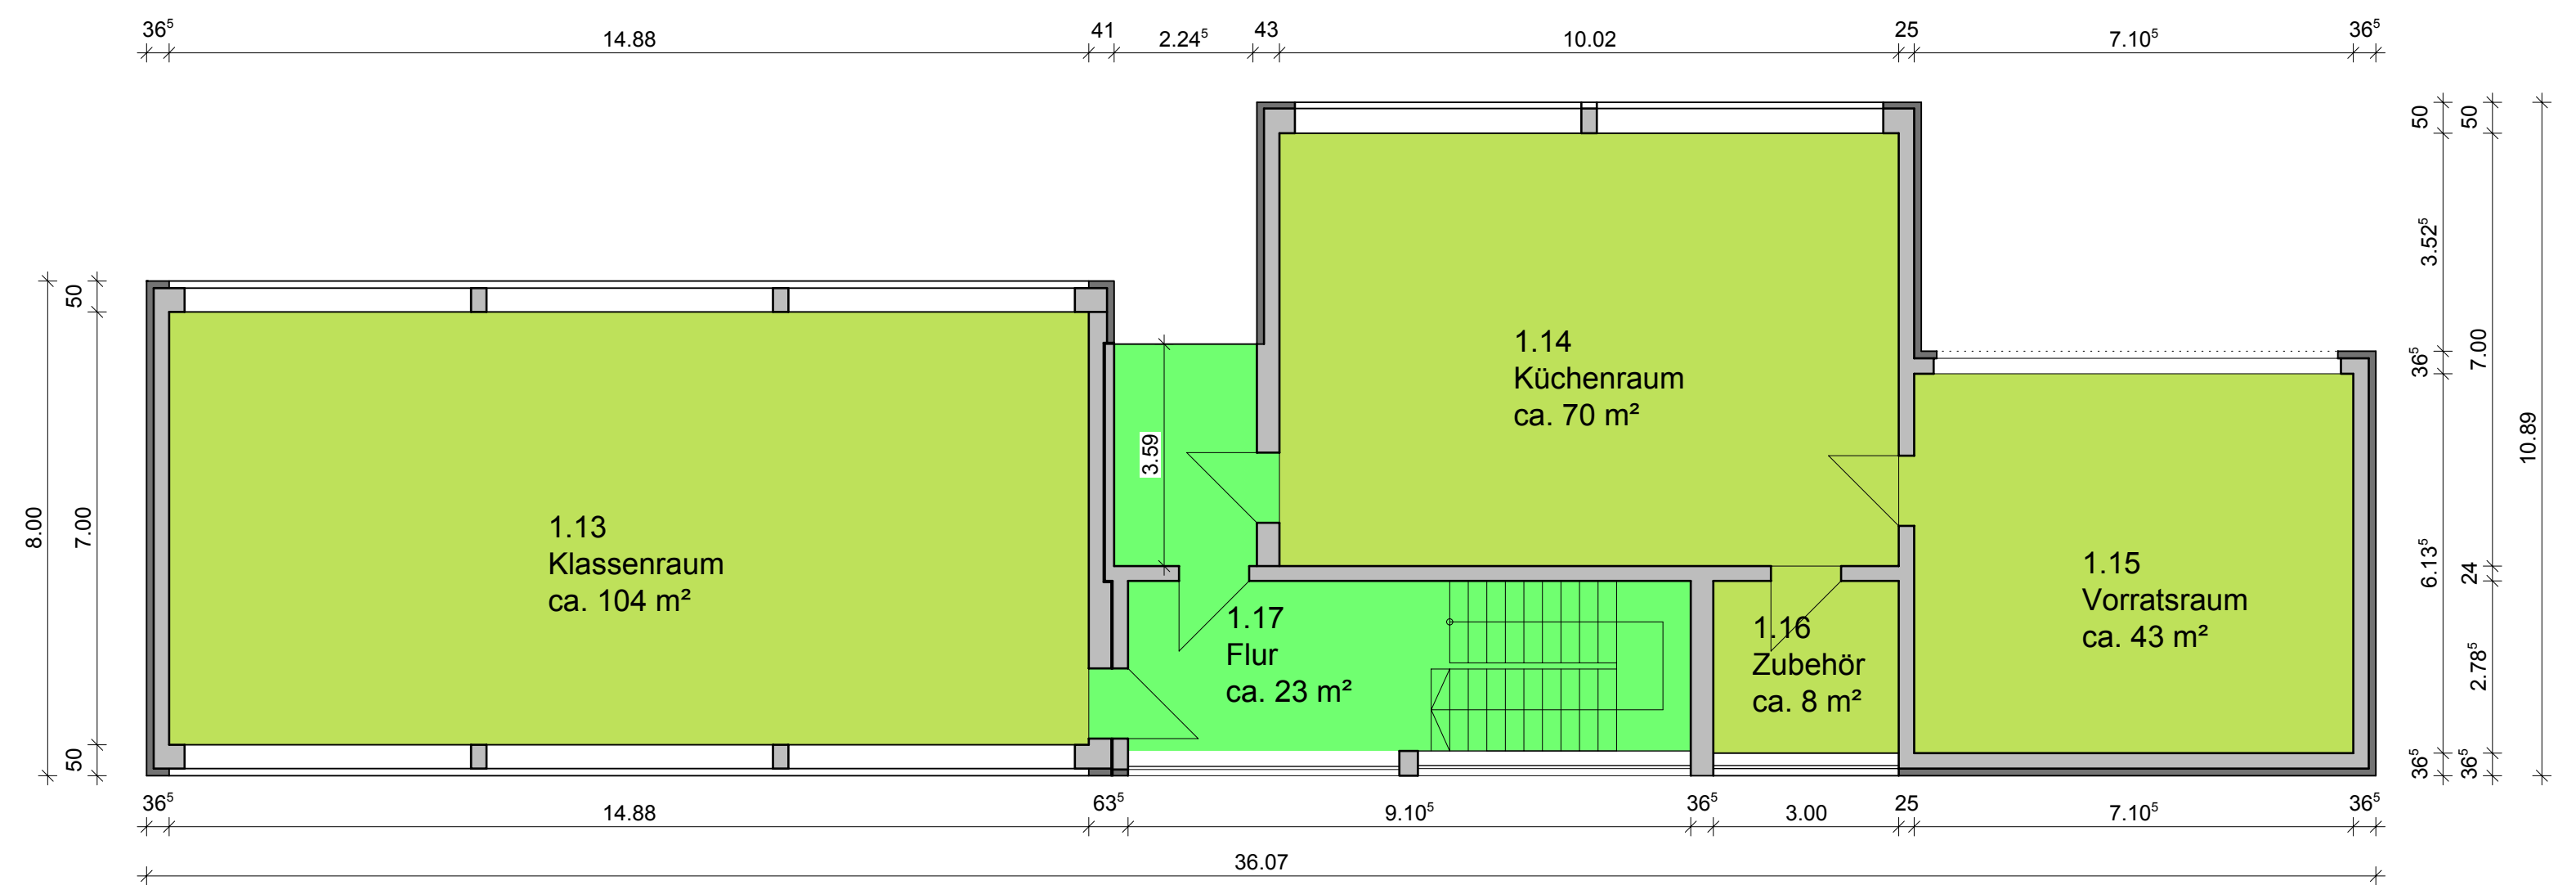 36⁵ 14.88 41 2.24⁵ 43 10.02 25 7.10⁵ 36⁵
50 50
3.52⁵
36⁵ 7.00
10.89
6.13⁵ 24
2.78⁵
36⁵ 36⁵
8.00
50
7.00
50
3.59
1.13
Klassenraum
ca. 104 m²
1.14
Küchenraum
ca. 70 m²
1.15
Vorratsraum
ca. 43 m²
1.17
Flur
ca. 23 m²
1.16
Zubehör
ca. 8 m²
36⁵ 14.88 63⁵ 9.10⁵ 36⁵ 3.00 25 7.10⁵ 36⁵
36.07